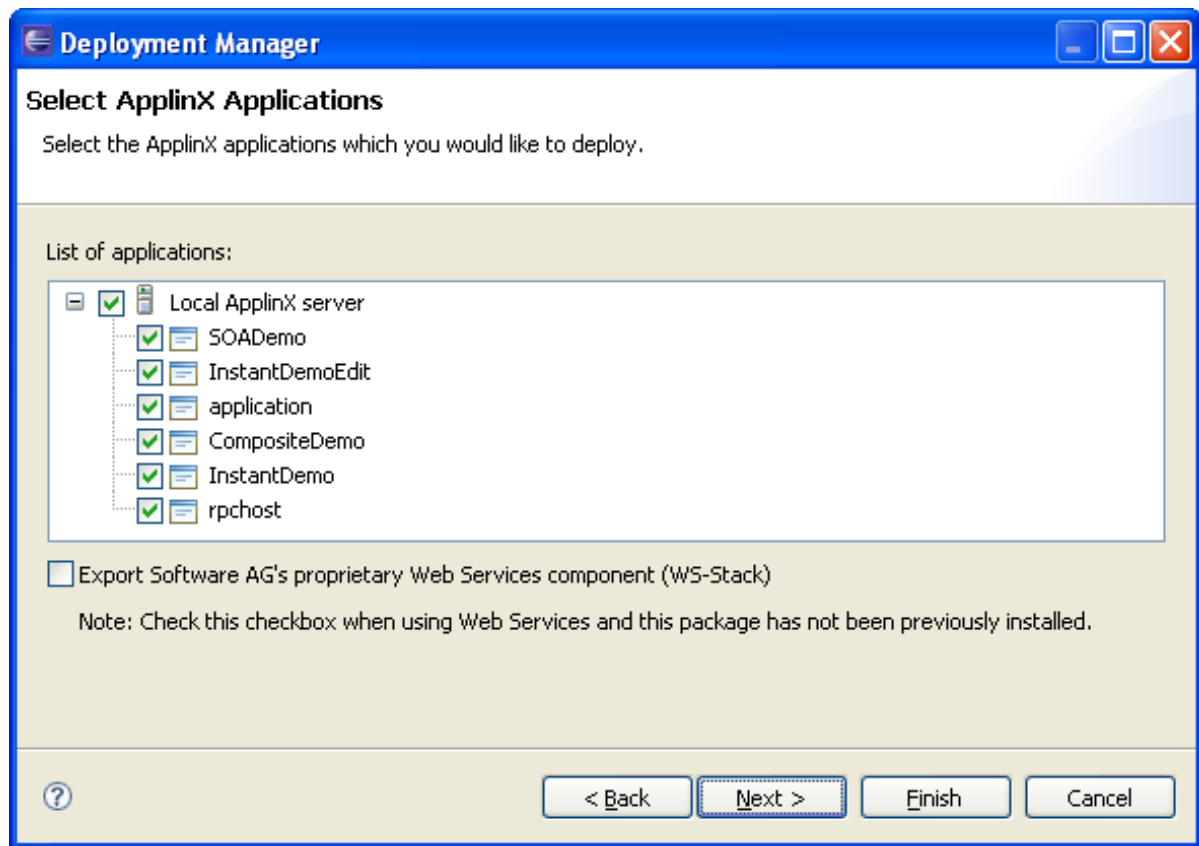 Deployment Manager
Select ApplinX Applications
Select the ApplinX applications which you would like to deploy.
List of applications:
Local ApplinX server
SOADemo
InstantDemoEdit
application
CompositeDemo
InstantDemo
rpchost
Export Software AG's proprietary Web Services component (WS-Stack)
Note: Check this checkbox when using Web Services and this package has not been previously installed.
? < Back Next > Finish Cancel